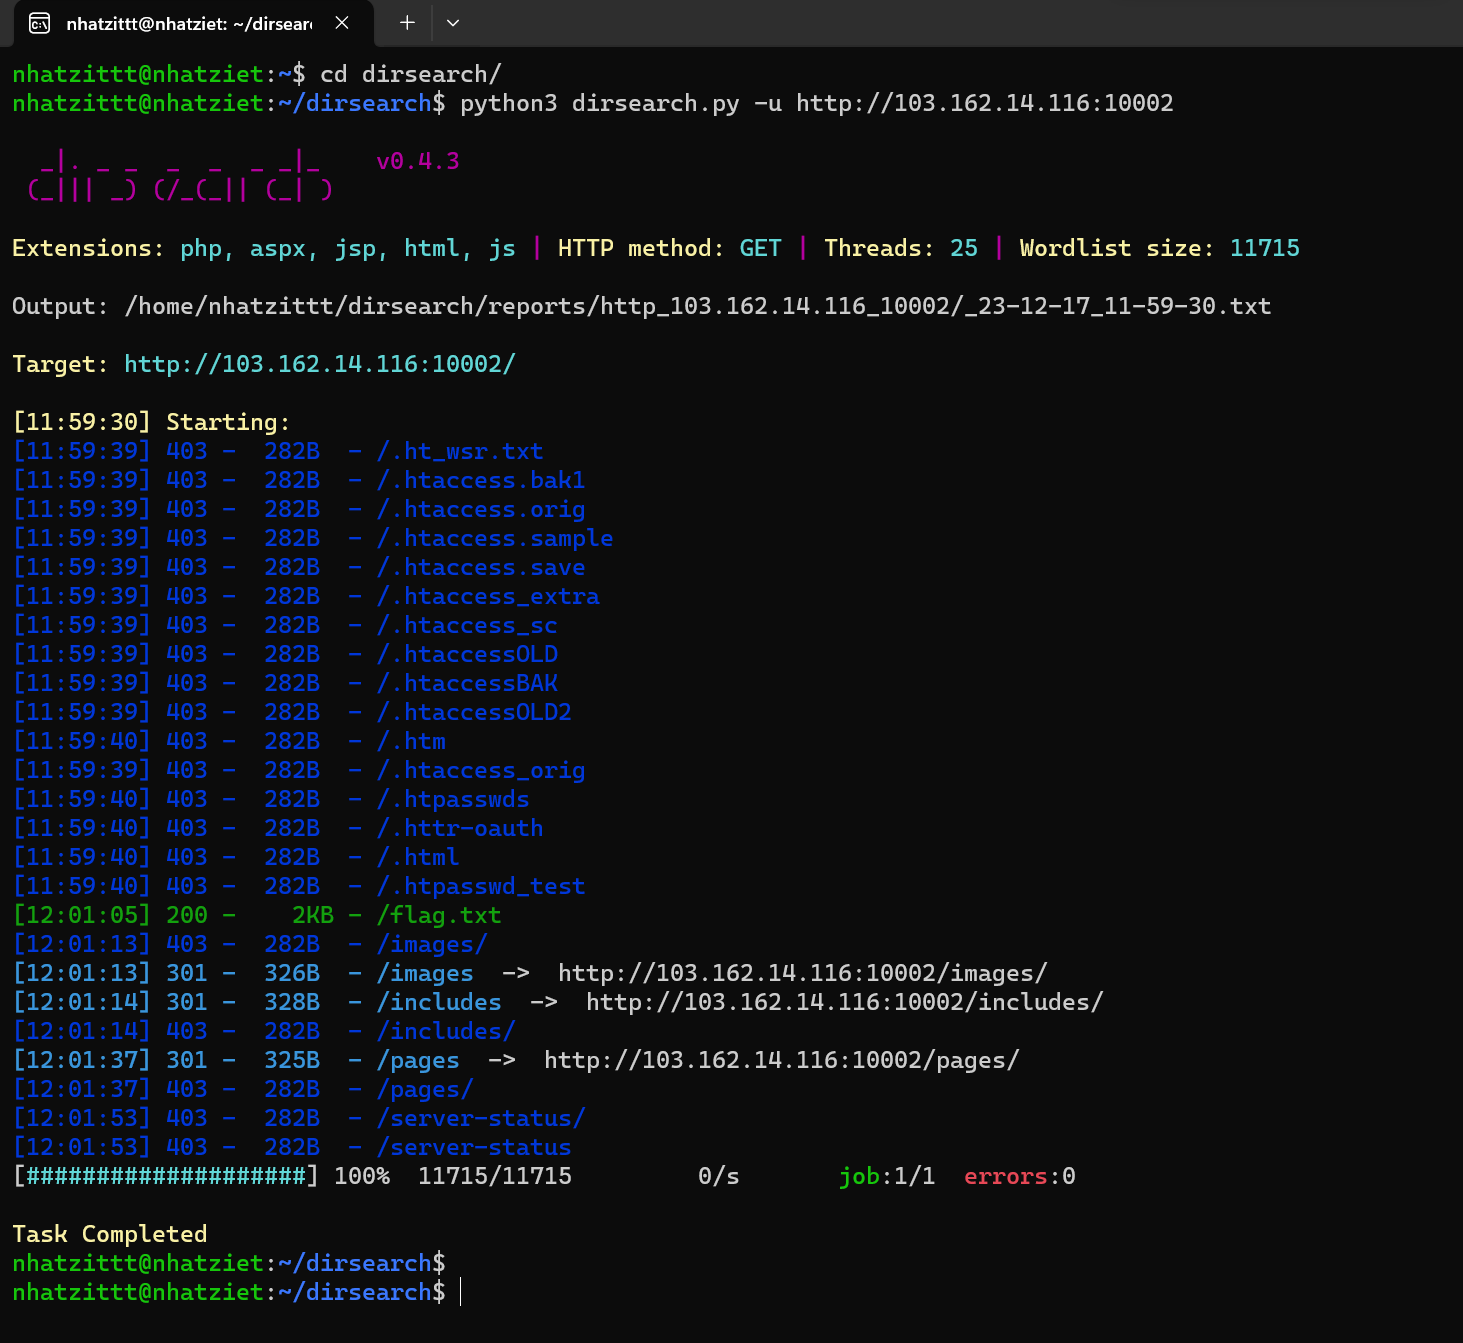 nhatzittt@nhatziet: ~/dirsear
nhatzittt@nhatziet:~$ cd dirsearch/
nhatzittt@nhatziet:~/dirsearch$ python3 dirsearch.py -u http://103.162.14.116:10002
  _|. _ _  _  _  _ _|_    v0.4.3
 (_||| _) (/_(_|| (_| )
Extensions: php, aspx, jsp, html, js | HTTP method: GET | Threads: 25 | Wordlist size: 11715
Output: /home/nhatzittt/dirsearch/reports/http_103.162.14.116_10002/_23-12-17_11-59-30.txt
Target: http://103.162.14.116:10002/
[11:59:30] Starting:
[11:59:39] 403 -  282B  - /.ht_wsr.txt
[11:59:39] 403 -  282B  - /.htaccess.bak1
[11:59:39] 403 -  282B  - /.htaccess.orig
[11:59:39] 403 -  282B  - /.htaccess.sample
[11:59:39] 403 -  282B  - /.htaccess.save
[11:59:39] 403 -  282B  - /.htaccess_extra
[11:59:39] 403 -  282B  - /.htaccess_sc
[11:59:39] 403 -  282B  - /.htaccessOLD
[11:59:39] 403 -  282B  - /.htaccessBAK
[11:59:39] 403 -  282B  - /.htaccessOLD2
[11:59:40] 403 -  282B  - /.htm
[11:59:39] 403 -  282B  - /.htaccess_orig
[11:59:40] 403 -  282B  - /.htpasswds
[11:59:40] 403 -  282B  - /.httr-oauth
[11:59:40] 403 -  282B  - /.html
[11:59:40] 403 -  282B  - /.htpasswd_test
[12:01:05] 200 -    2KB - /flag.txt
[12:01:13] 403 -  282B  - /images/
[12:01:13] 301 -  326B  - /images  ->  http://103.162.14.116:10002/images/
[12:01:14] 301 -  328B  - /includes  ->  http://103.162.14.116:10002/includes/
[12:01:14] 403 -  282B  - /includes/
[12:01:37] 301 -  325B  - /pages  ->  http://103.162.14.116:10002/pages/
[12:01:37] 403 -  282B  - /pages/
[12:01:53] 403 -  282B  - /server-status/
[12:01:53] 403 -  282B  - /server-status
[####################] 100%  11715/11715         0/s       job:1/1  errors:0
Task Completed
nhatzittt@nhatziet:~/dirsearch$
nhatzittt@nhatziet:~/dirsearch$